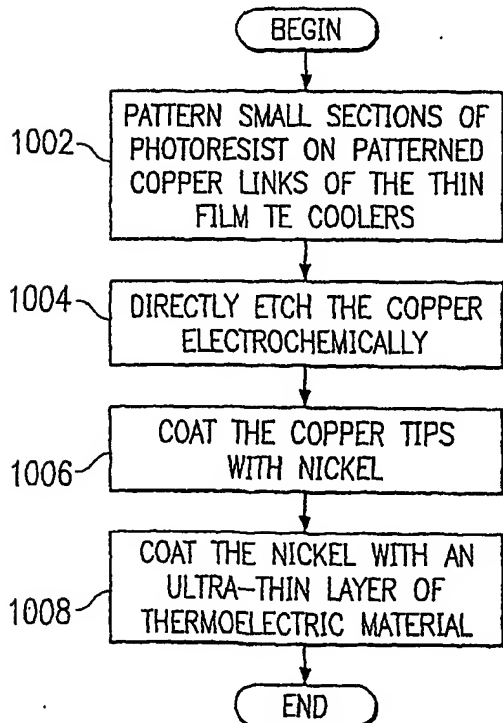 BEGIN
1002
PATTERN SMALL SECTIONS OF
PHOTORESIST ON PATTERNED
COPPER LINKS OF THE THIN
FILM TE COOLERS
1004
DIRECTLY ETCH THE COPPER
ELECTROCHEMICALLY
1006
COAT THE COPPER TIPS
WITH NICKEL
1008
COAT THE NICKEL WITH AN
ULTRA-THIN LAYER OF
THERMOELECTRIC MATERIAL
END